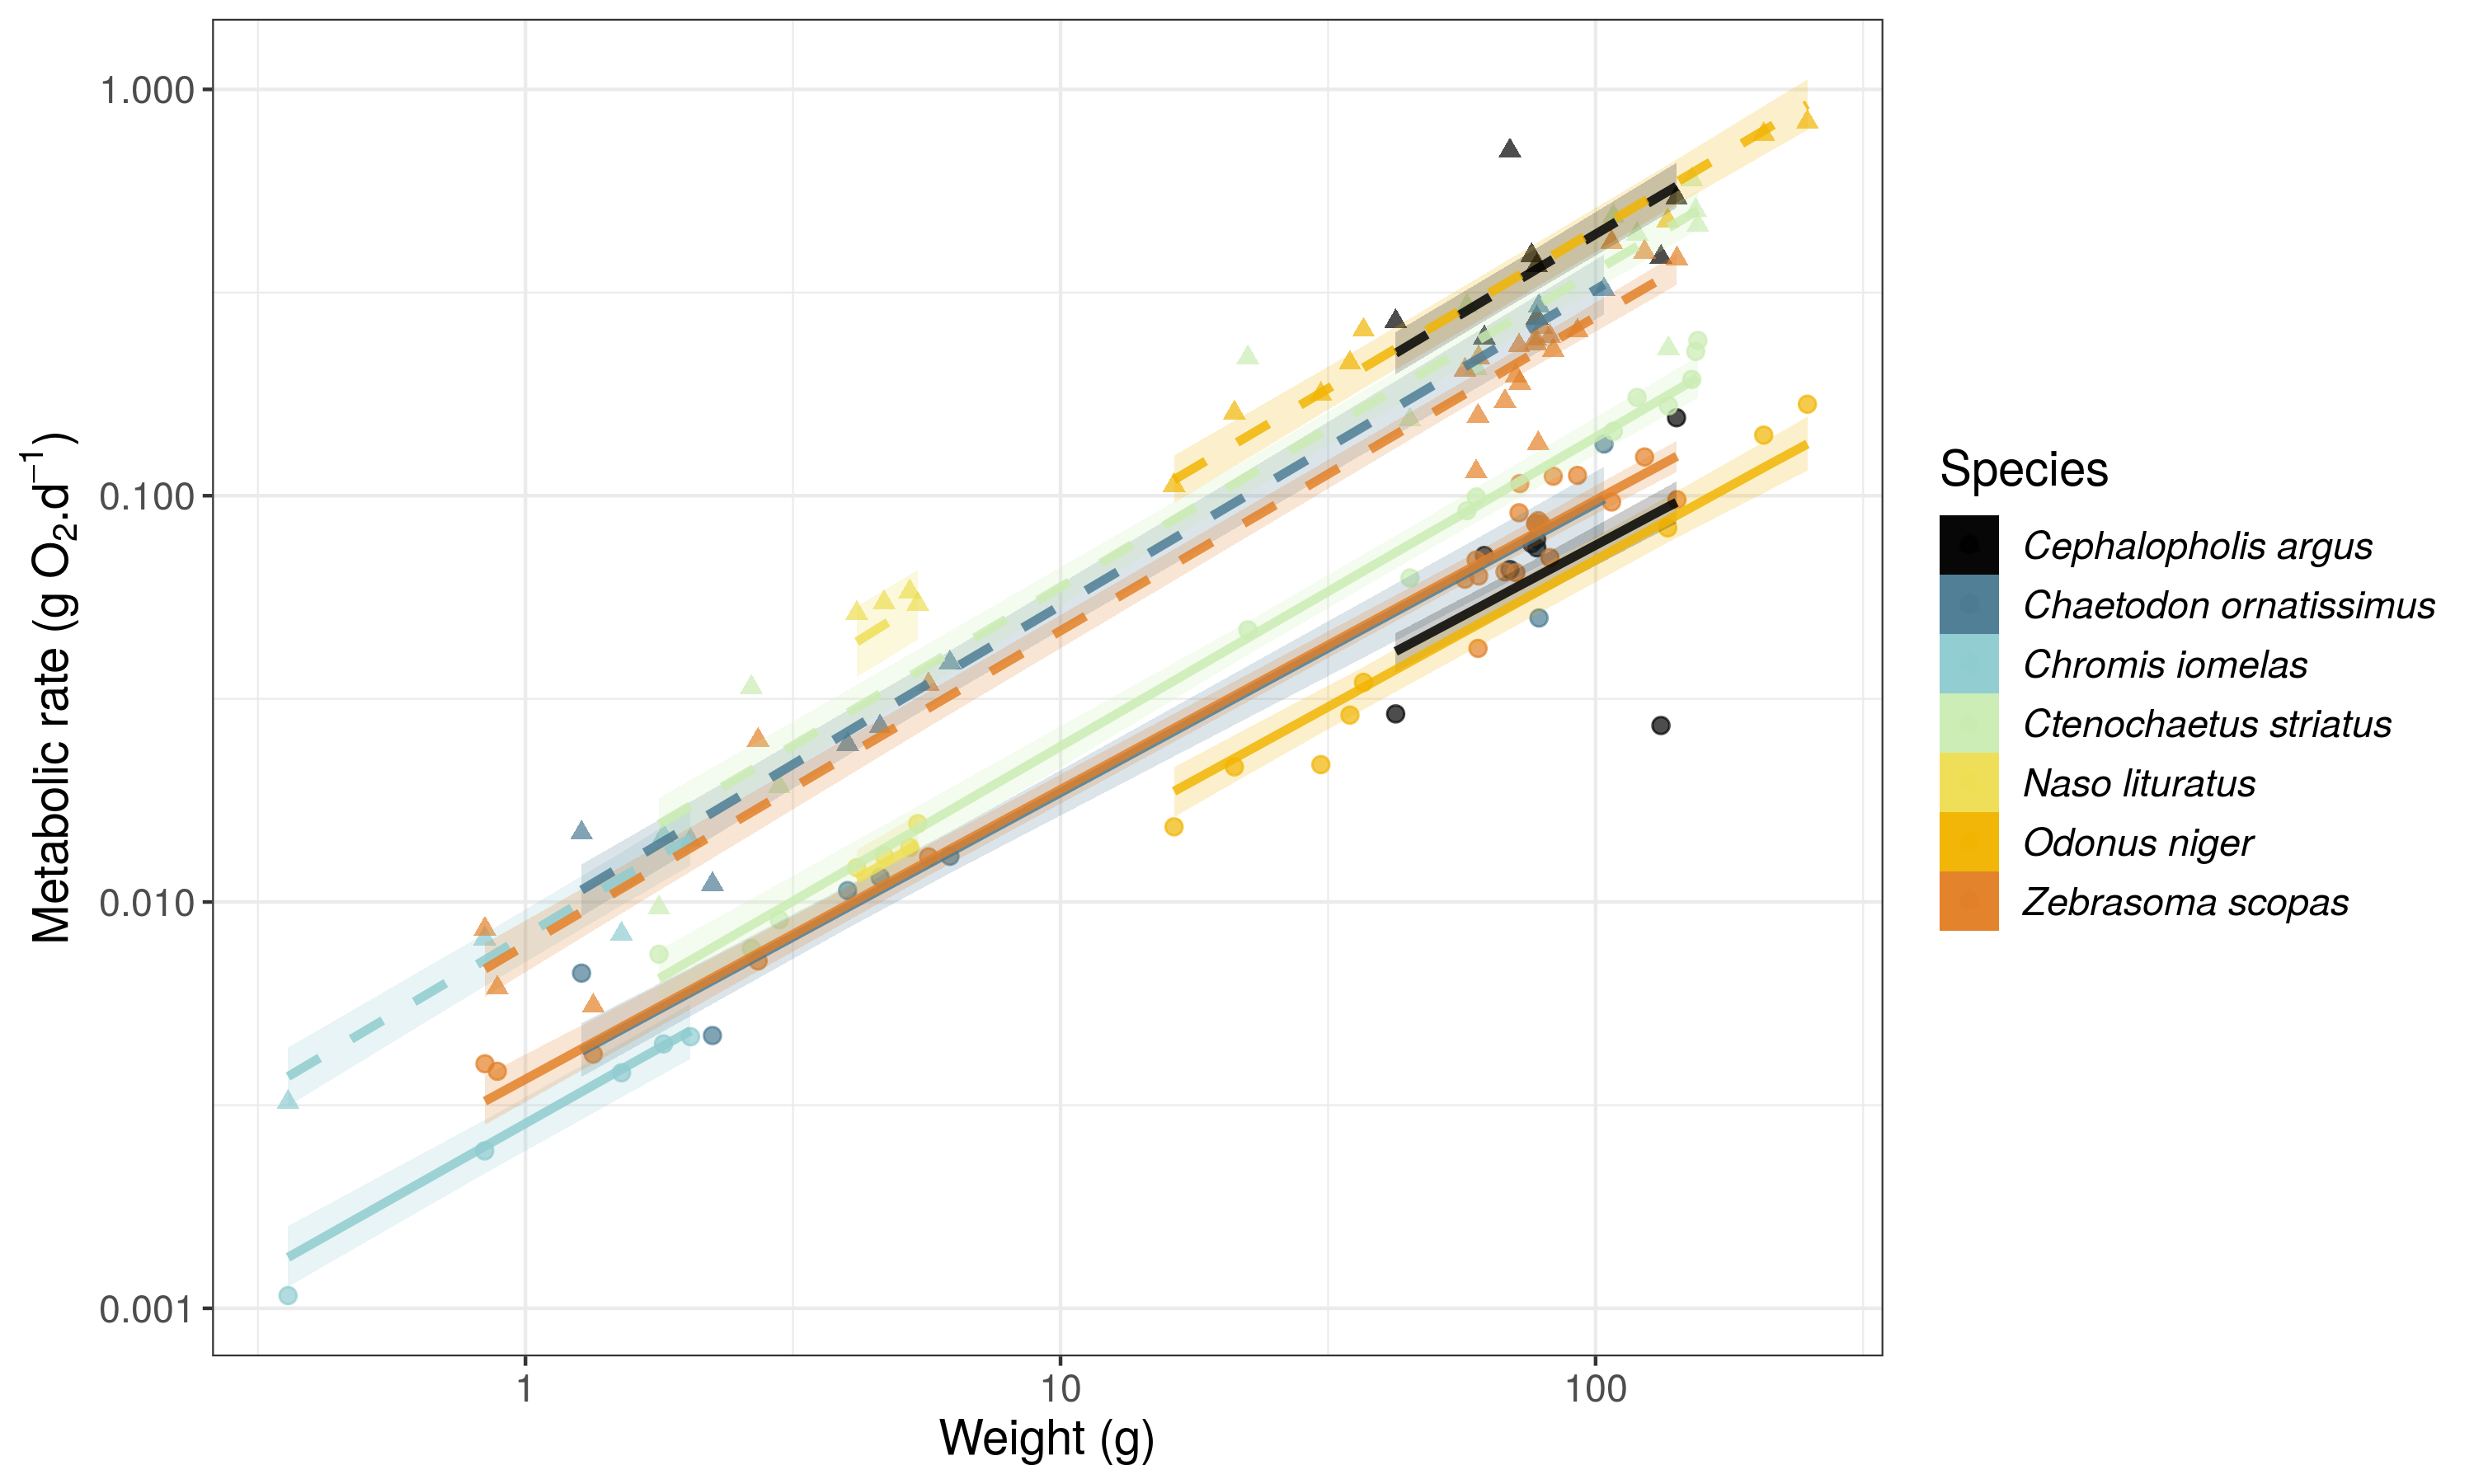 1.000
0.100
0.010
0.001
Metabolic rate (g O₂.d⁻¹)
1
10
100
Weight (g)
Species
Cephalopholis argus
Chaetodon ornatissimus
Chromis iomelas
Ctenochaetus striatus
Naso lituratus
Odonus niger
Zebrasoma scopas